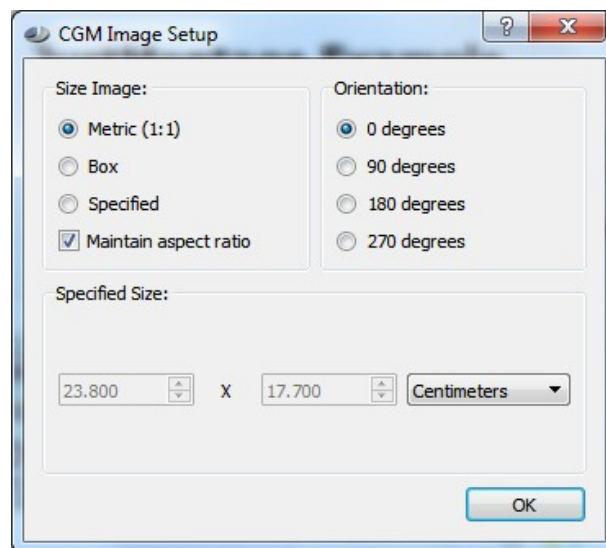 CGM Image Setup
Size Image:
Metric (1:1)
Box
Specified
Maintain aspect ratio
Orientation:
0 degrees
90 degrees
180 degrees
270 degrees
Specified Size:
23.800 X 17.700 Centimeters
OK